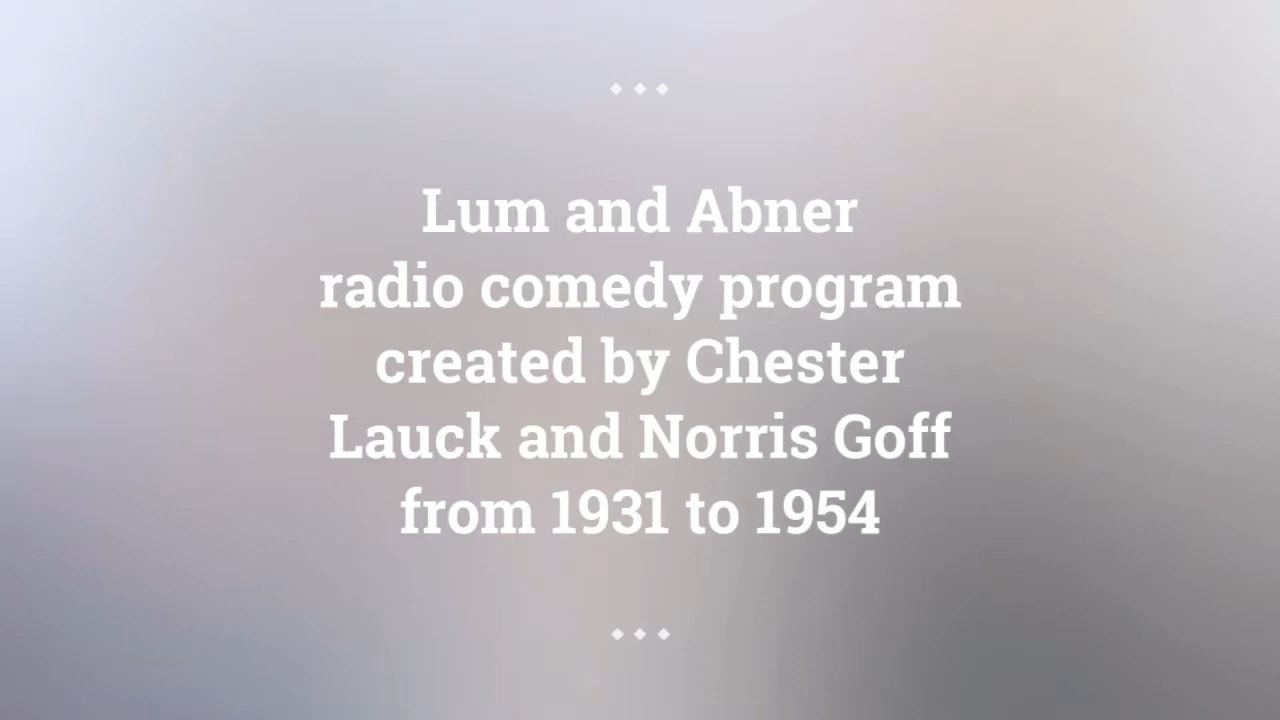 Lum and Abner
radio comedy program
created by Chester
Lauck and Norris Goff
from 1931 to 1954